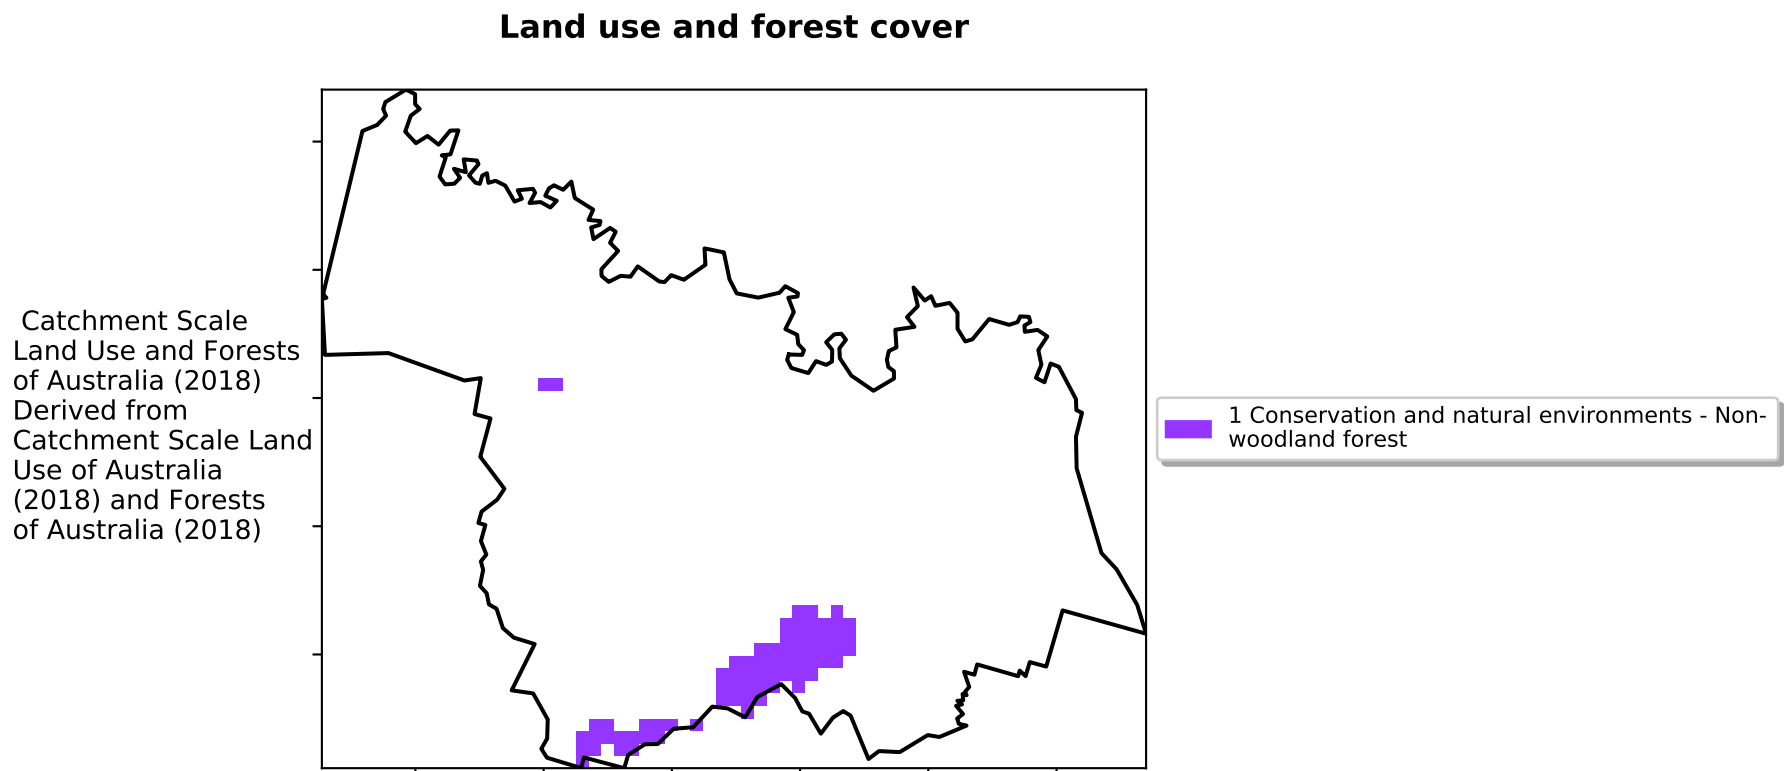 Land use and forest cover
Catchment Scale
Land Use and Forests
of Australia (2018)
Derived from
Catchment Scale Land
Use of Australia
(2018) and Forests
of Australia (2018)
1 Conservation and natural environments - Non-
woodland forest